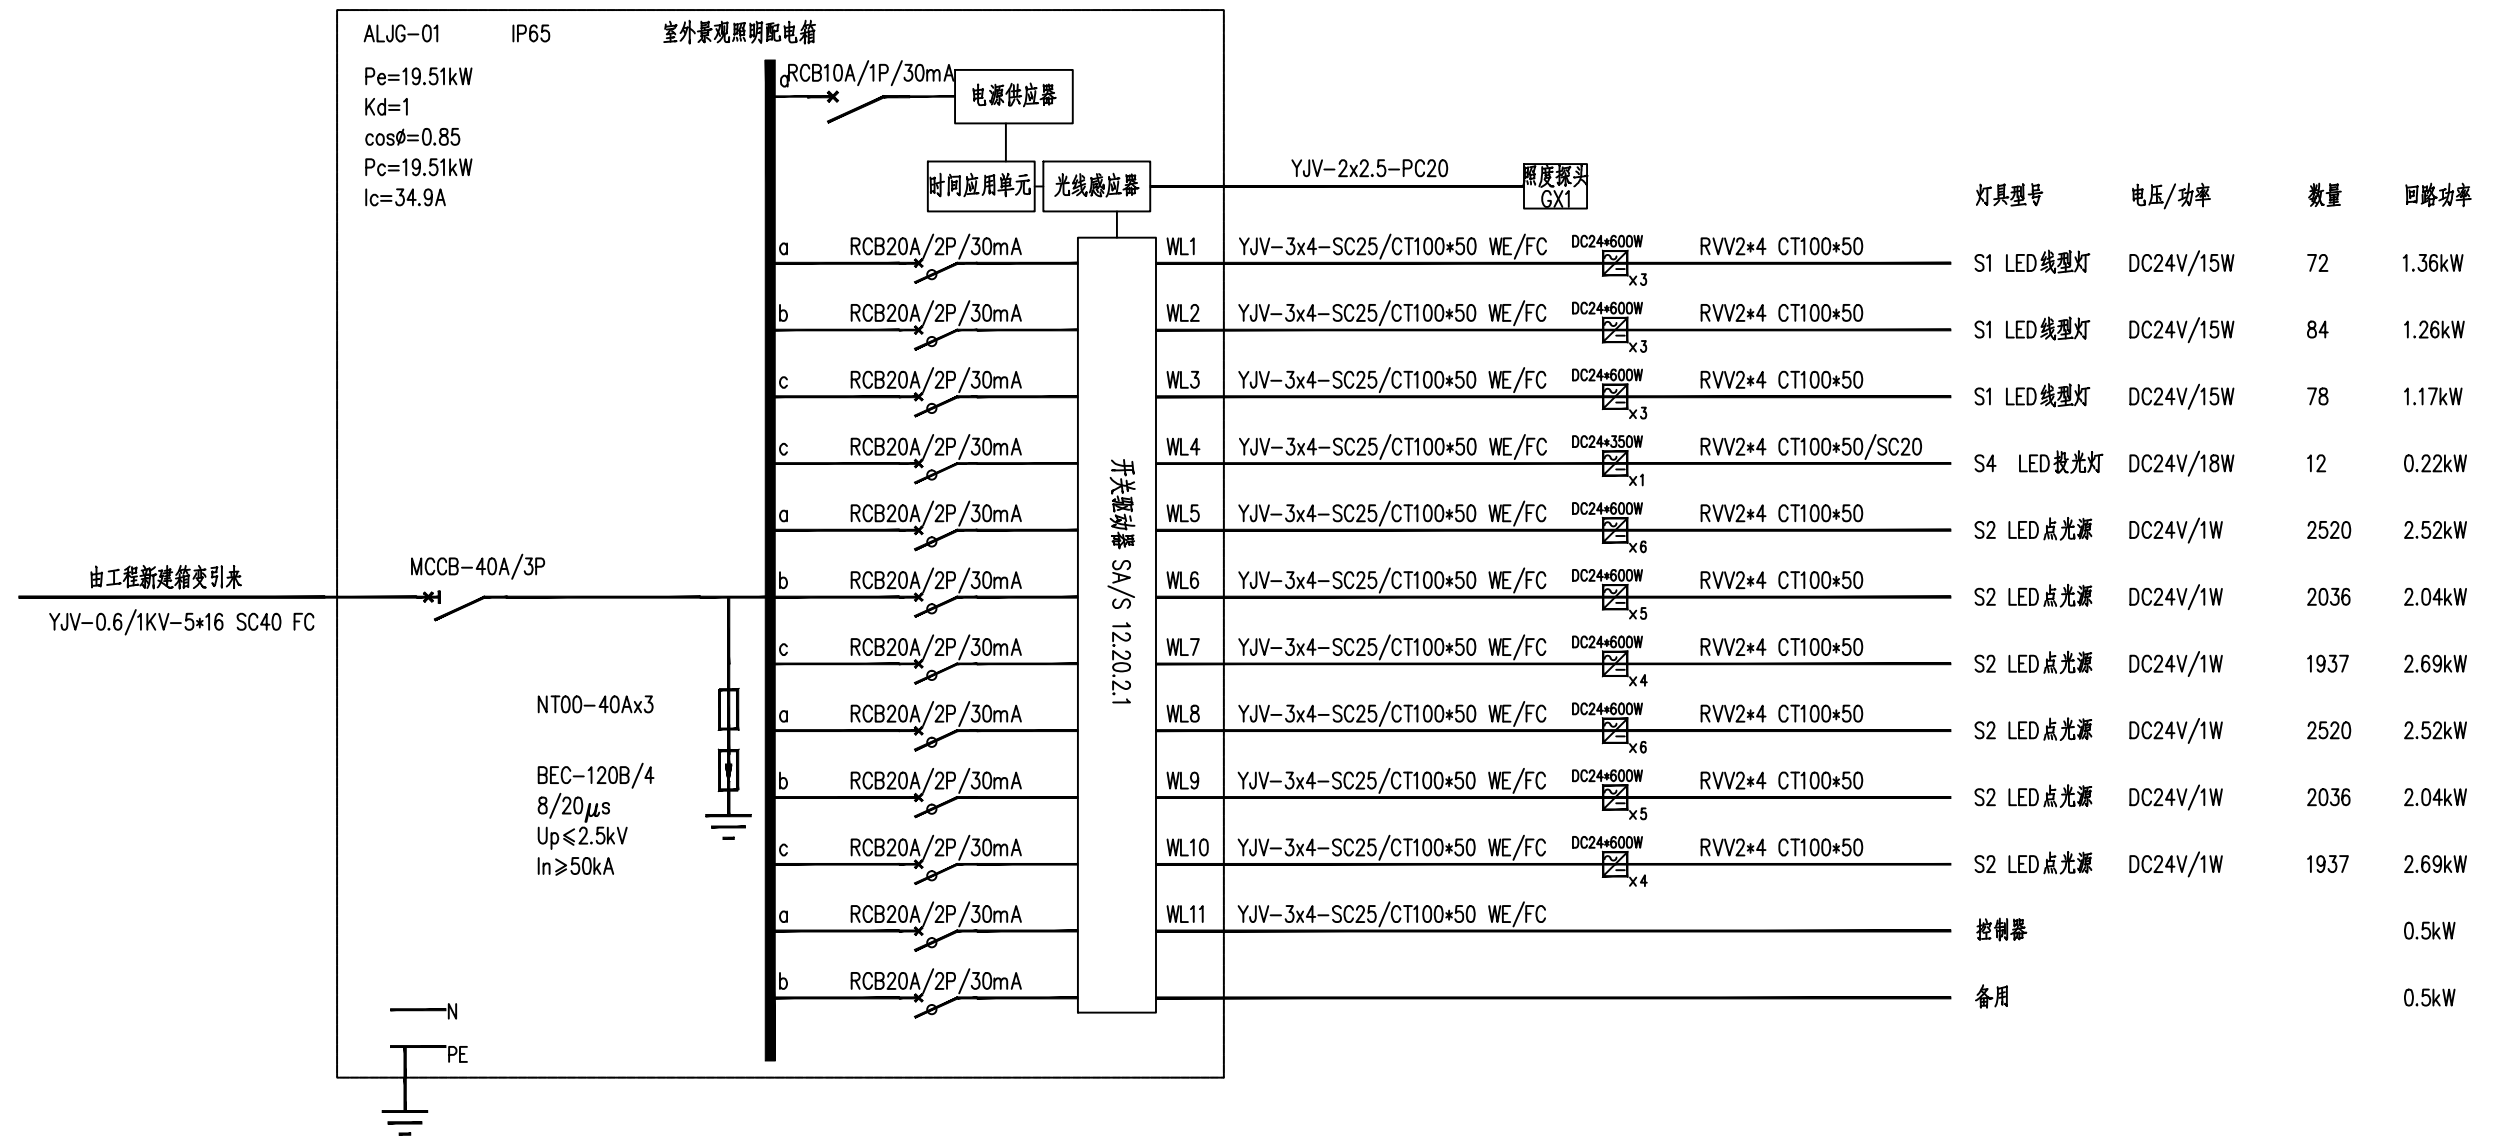 ALJG-01 IP65 室外景观照明配电箱
Pe=19.51kW
Kd=1
cosø=0.85
Pc=19.51kW
Ic=34.9A
a RCB10A/1P/30mA 电源供应器
时间应用单元 光线感应器 YJV-2x2.5-PC20 照度探头
GX1
灯具型号 电压/功率 数量 回路功率
a RCB20A/2P/30mA WL1 YJV-3x4-SC25/CT100*50 WE/FC DC24*600W x3 RVV2*4 CT100*50 S1 LED线型灯 DC24V/15W 72 1.36kW
b RCB20A/2P/30mA WL2 YJV-3x4-SC25/CT100*50 WE/FC DC24*600W x3 RVV2*4 CT100*50 S1 LED线型灯 DC24V/15W 84 1.26kW
c RCB20A/2P/30mA WL3 YJV-3x4-SC25/CT100*50 WE/FC DC24*600W x3 RVV2*4 CT100*50 S1 LED线型灯 DC24V/15W 78 1.17kW
c RCB20A/2P/30mA WL4 YJV-3x4-SC25/CT100*50 WE/FC DC24*350W x1 RVV2*4 CT100*50/SC20 S4 LED投光灯 DC24V/18W 12 0.22kW
a RCB20A/2P/30mA WL5 YJV-3x4-SC25/CT100*50 WE/FC DC24*600W x6 RVV2*4 CT100*50 S2 LED点光源 DC24V/1W 2520 2.52kW
b RCB20A/2P/30mA WL6 YJV-3x4-SC25/CT100*50 WE/FC DC24*600W x5 RVV2*4 CT100*50 S2 LED点光源 DC24V/1W 2036 2.04kW
c RCB20A/2P/30mA WL7 YJV-3x4-SC25/CT100*50 WE/FC DC24*600W x4 RVV2*4 CT100*50 S2 LED点光源 DC24V/1W 1937 2.69kW
a RCB20A/2P/30mA WL8 YJV-3x4-SC25/CT100*50 WE/FC DC24*600W x6 RVV2*4 CT100*50 S2 LED点光源 DC24V/1W 2520 2.52kW
b RCB20A/2P/30mA WL9 YJV-3x4-SC25/CT100*50 WE/FC DC24*600W x5 RVV2*4 CT100*50 S2 LED点光源 DC24V/1W 2036 2.04kW
c RCB20A/2P/30mA WL10 YJV-3x4-SC25/CT100*50 WE/FC DC24*600W x4 RVV2*4 CT100*50 S2 LED点光源 DC24V/1W 1937 2.69kW
a RCB20A/2P/30mA WL11 YJV-3x4-SC25/CT100*50 WE/FC 控制器 0.5kW
b RCB20A/2P/30mA 备用 0.5kW
开关驱动器 SA/S 12.20.2.1
由工程新建箱变引来
YJV-0.6/1KV-5*16 SC40 FC
MCCB-40A/3P
NT00-40Ax3
BEC-120B/4
8/20μs
Up⩽2.5kV
In⩾50kA
N
PE